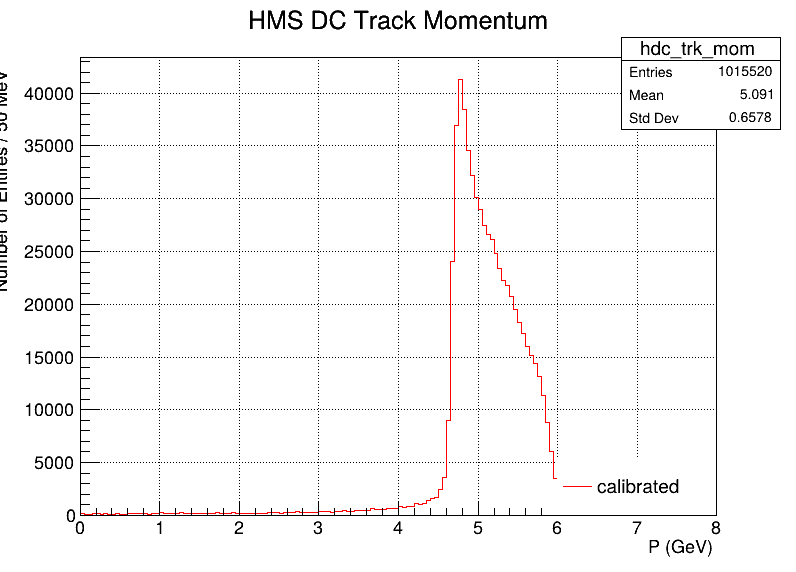 HMS DC Track Momentum
hdc_trk_mom
Entries 1015520
Mean 5.091
Std Dev 0.6578
Number of Entires / 50 MeV
40000
35000
30000
25000
20000
15000
10000
5000
0
calibrated
0 1 2 3 4 5 6 7 8
P (GeV)